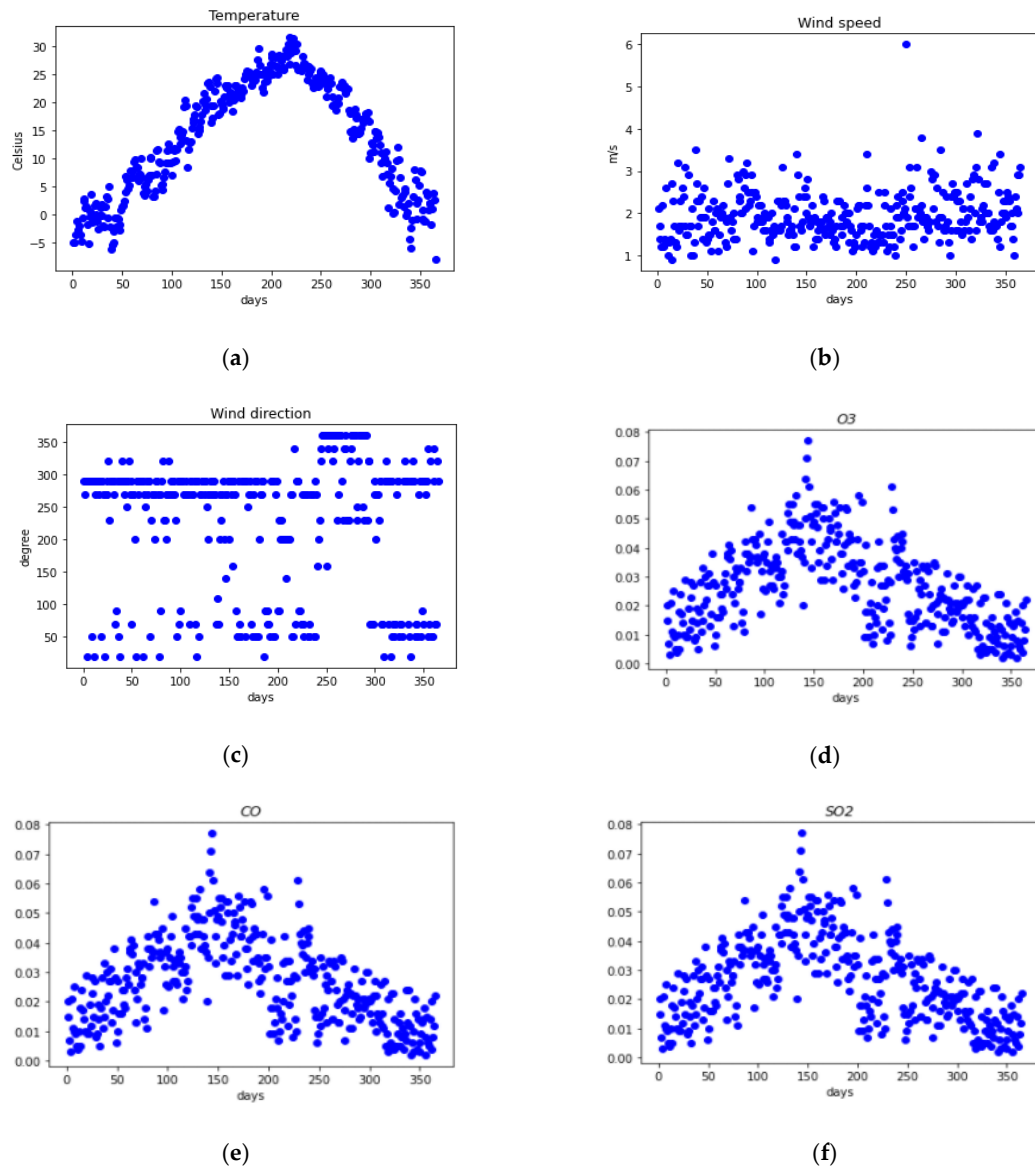 Temperature
Celsius
30
25
20
15
10
5
0
−5
0 50 100 150 200 250 300 350
days
(a)
Wind speed
m/s
6
5
4
3
2
1
0 50 100 150 200 250 300 350
days
(b)
Wind direction
degree
350
300
250
200
150
100
50
0 50 100 150 200 250 300 350
days
(c)
O3
0.08
0.07
0.06
0.05
0.04
0.03
0.02
0.01
0.00
0 50 100 150 200 250 300 350
days
(d)
CO
0.08
0.07
0.06
0.05
0.04
0.03
0.02
0.01
0.00
0 50 100 150 200 250 300 350
days
(e)
SO2
0.08
0.07
0.06
0.05
0.04
0.03
0.02
0.01
0.00
0 50 100 150 200 250 300 350
days
(f)